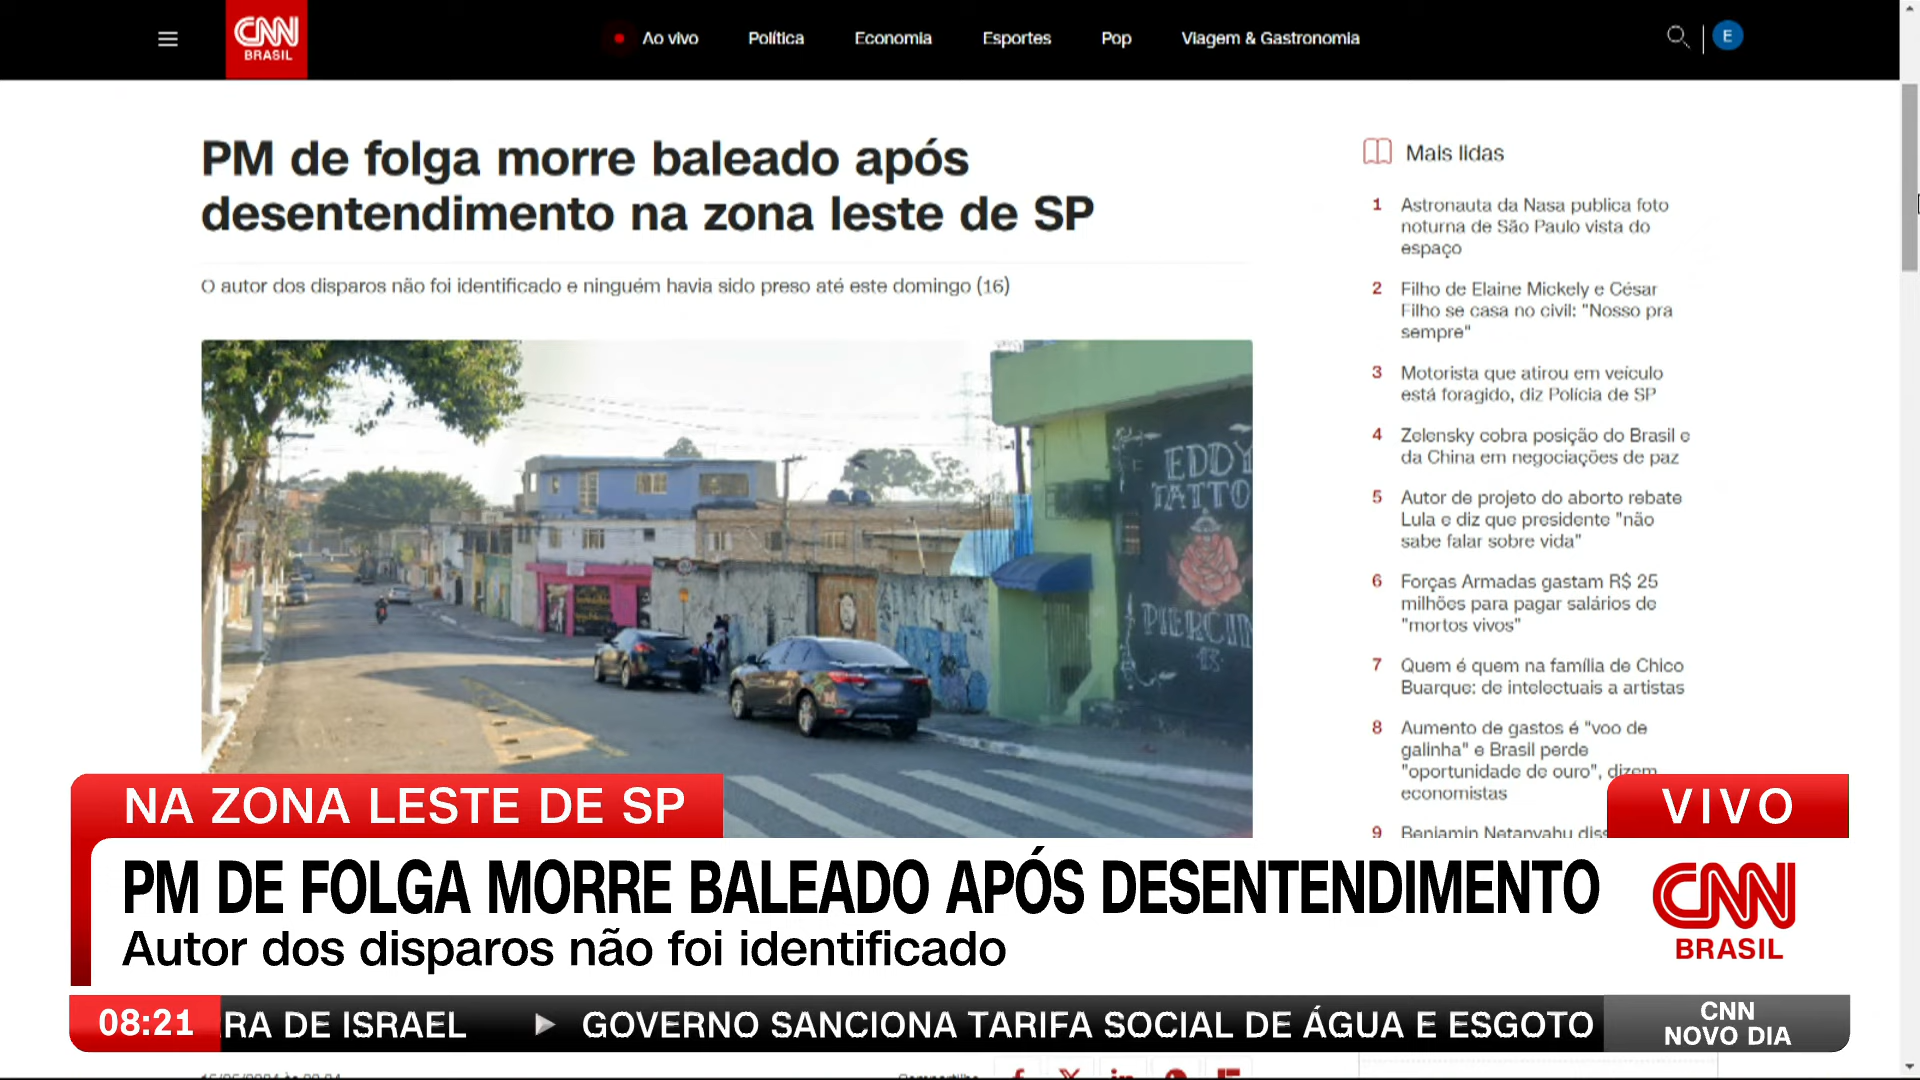 CNN
BRASIL
Ao vivo
Política
Economia
Esportes
Pop
Viagem & Gastronomia
E
PM de folga morre baleado após
desentendimento na zona leste de SP
O autor dos disparos não foi identificado e ninguém havia sido preso até este domingo (16)
EDDY
TATTO
PIERCIN
13
Mais lidas
1 Astronauta da Nasa publica foto
noturna de São Paulo vista do
espaço
2 Filho de Elaine Mickely e César
Filho se casa no civil: "Nosso pra
sempre"
3 Motorista que atirou em veículo
está foragido, diz Polícia de SP
4 Zelensky cobra posição do Brasil e
da China em negociações de paz
5 Autor de projeto do aborto rebate
Lula e diz que presidente "não
sabe falar sobre vida"
6 Forças Armadas gastam R$ 25
milhões para pagar salários de
"mortos vivos"
7 Quem é quem na família de Chico
Buarque: de intelectuais a artistas
8 Aumento de gastos é "voo de
galinha" e Brasil perde
"oportunidade de ouro", dizem
economistas
9 Benjamin Netanyahu diss
NA ZONA LESTE DE SP
VIVO
PM DE FOLGA MORRE BALEADO APÓS DESENTENDIMENTO
Autor dos disparos não foi identificado
CNN
BRASIL
08:21
RA DE ISRAEL
GOVERNO SANCIONA TARIFA SOCIAL DE ÁGUA E ESGOTO
CNN
NOVO DIA